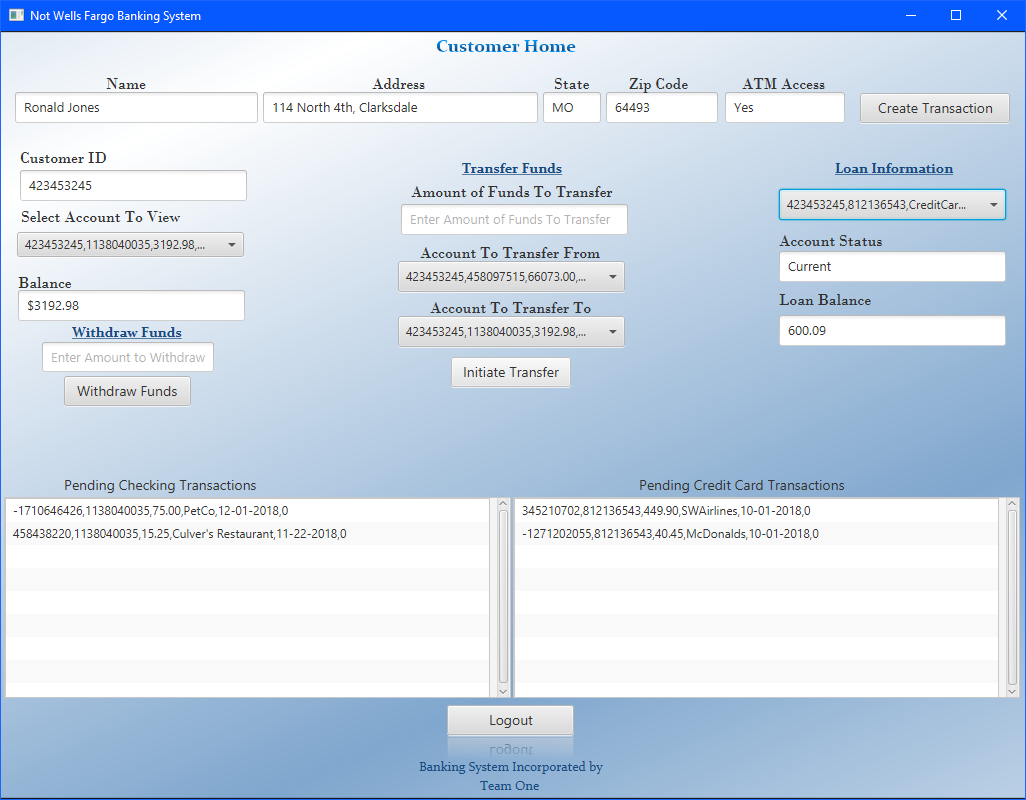 Not Wells Fargo Banking System
Customer Home
Name Address State Zip Code ATM Access
Ronald Jones 114 North 4th, Clarksdale MO 64493 Yes Create Transaction
Customer ID
423453245
Select Account To View
423453245,1138040035,3192.98,...
Balance
$3192.98
Withdraw Funds
Enter Amount to Withdraw
Withdraw Funds
Transfer Funds
Amount of Funds To Transfer
Enter Amount of Funds To Transfer
Account To Transfer From
423453245,458097515,66073.00,...
Account To Transfer To
423453245,1138040035,3192.98,...
Initiate Transfer
Loan Information
423453245,812136543,CreditCar...
Account Status
Current
Loan Balance
600.09
Pending Checking Transactions
-1710646426,1138040035,75.00,PetCo,12-01-2018,0
458438220,1138040035,15.25,Culver's Restaurant,11-22-2018,0
Pending Credit Card Transactions
345210702,812136543,449.90,SWAirlines,10-01-2018,0
-1271202055,812136543,40.45,McDonalds,10-01-2018,0
Logout
Banking System Incorporated by
Team One